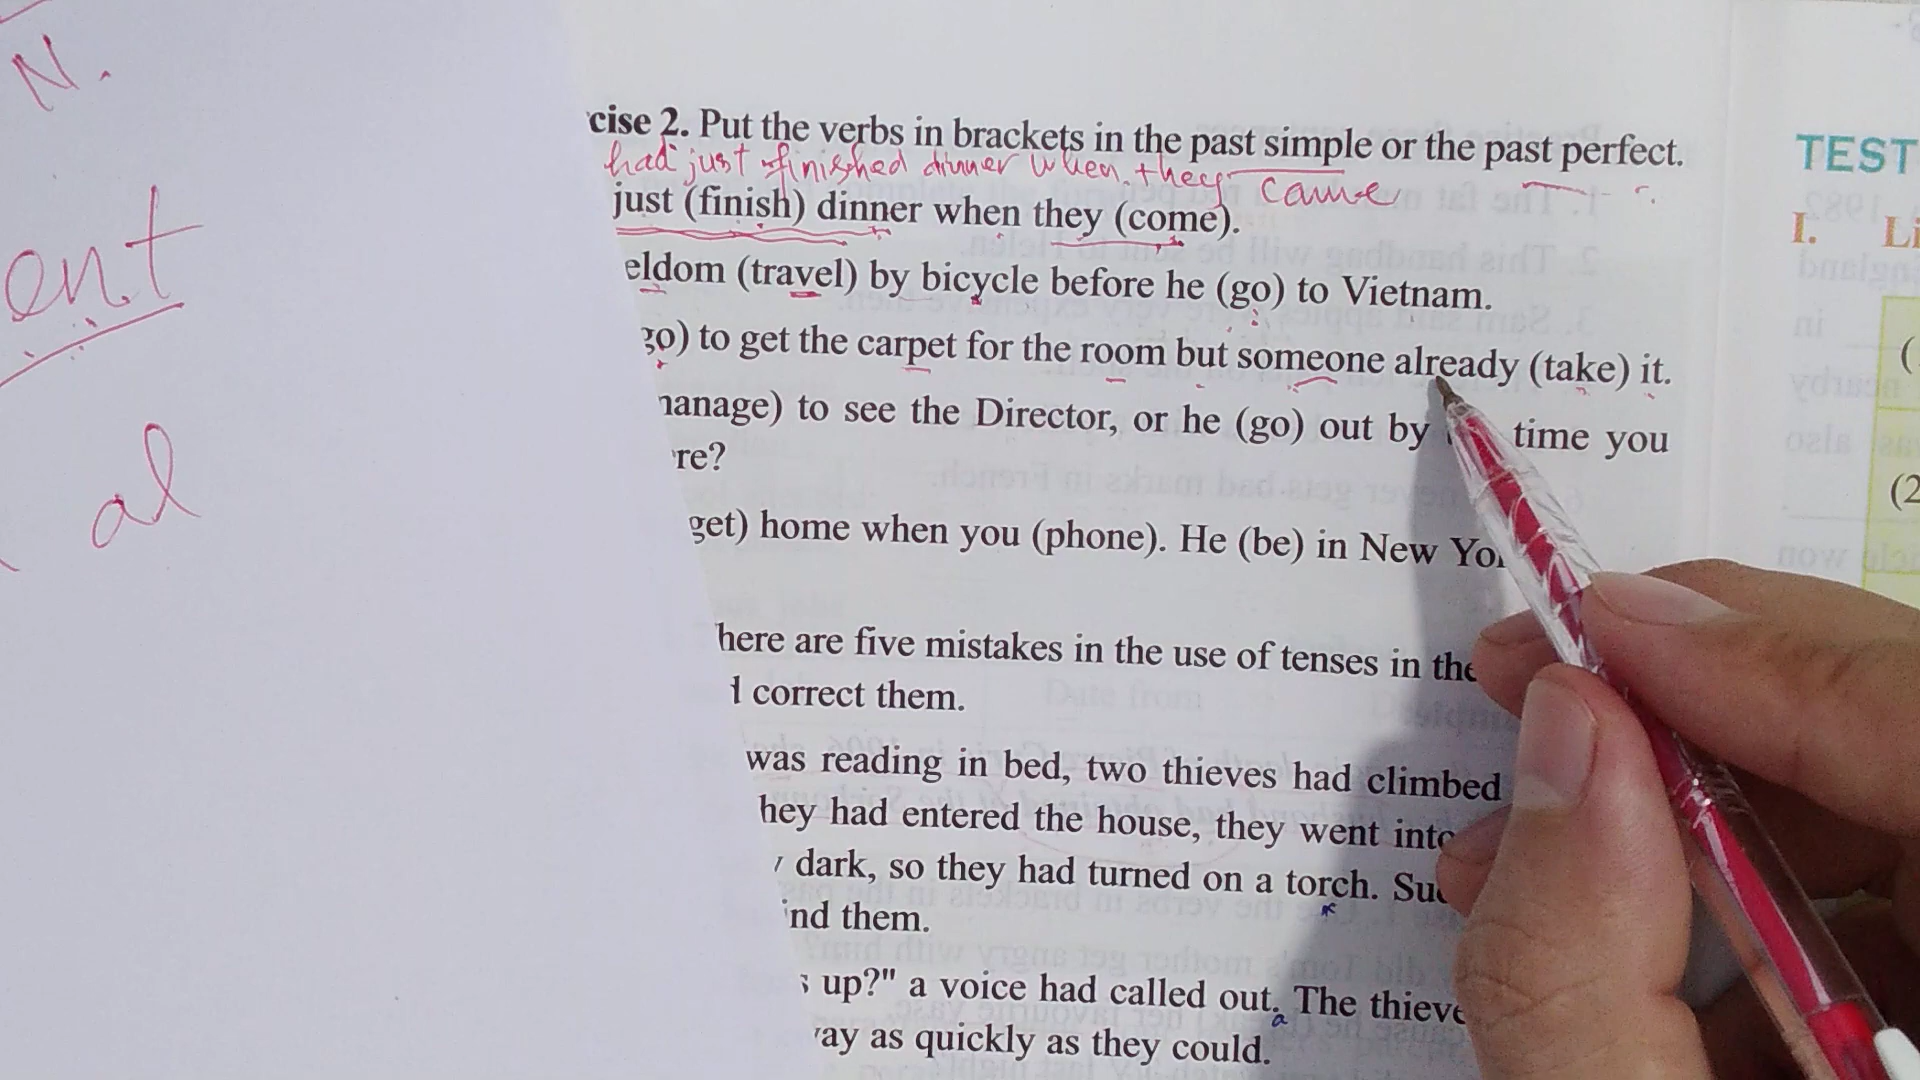 N.
ent
al
cise 2. Put the verbs in brackets in the past simple or the past perfect.
had just finished dinner when they came
just (finish) dinner when they (come).
eldom (travel) by bicycle before he (go) to Vietnam.
go) to get the carpet for the room but someone already (take) it.
nanage) to see the Director, or he (go) out by time you
re?
get) home when you (phone). He (be) in New Yo
here are five mistakes in the use of tenses in the
d correct them.
was reading in bed, two thieves had climbed
hey had entered the house, they went into
dark, so they had turned on a torch. Su
ind them.
s up?" a voice had called out. The thieve
ay as quickly as they could.
TEST
I. Li
(
(2